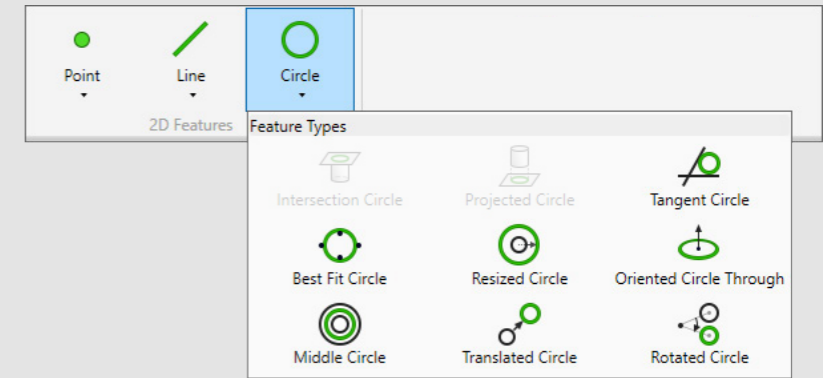 Point
Line
Circle
2D Features
Feature Types
Intersection Circle
Projected Circle
Tangent Circle
Best Fit Circle
Resized Circle
Oriented Circle Through
Middle Circle
Translated Circle
Rotated Circle